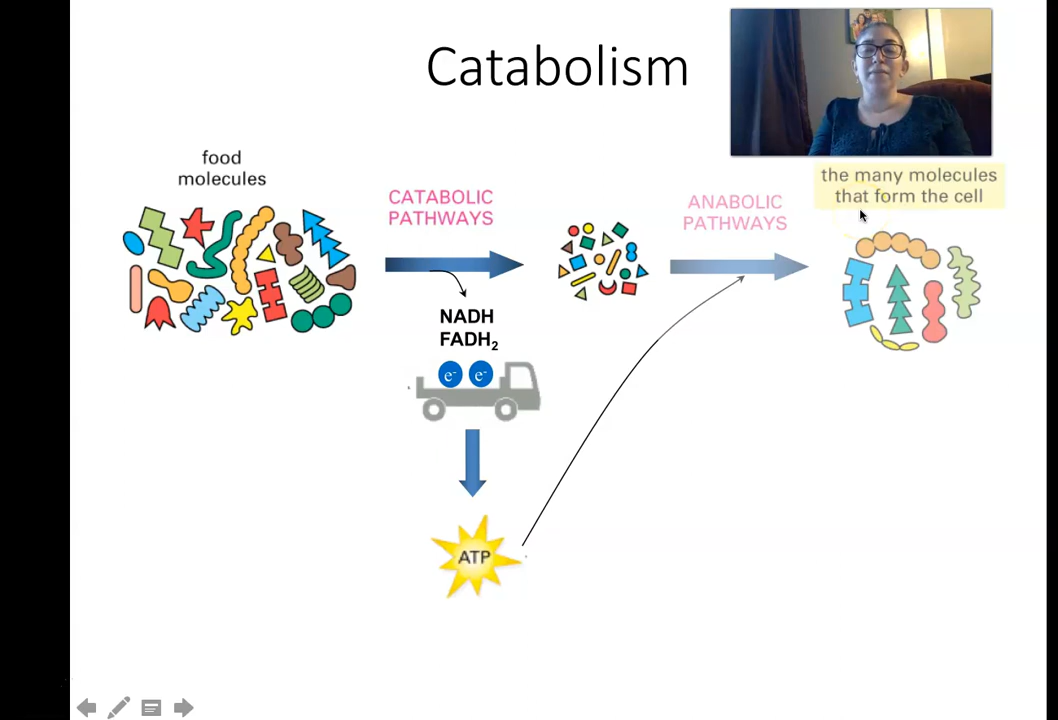 Catabolism
food
molecules
CATABOLIC
PATHWAYS
ANABOLIC
PATHWAYS
the many molecules
that form the cell
NADH
FADH₂
e⁻ e⁻
ATP